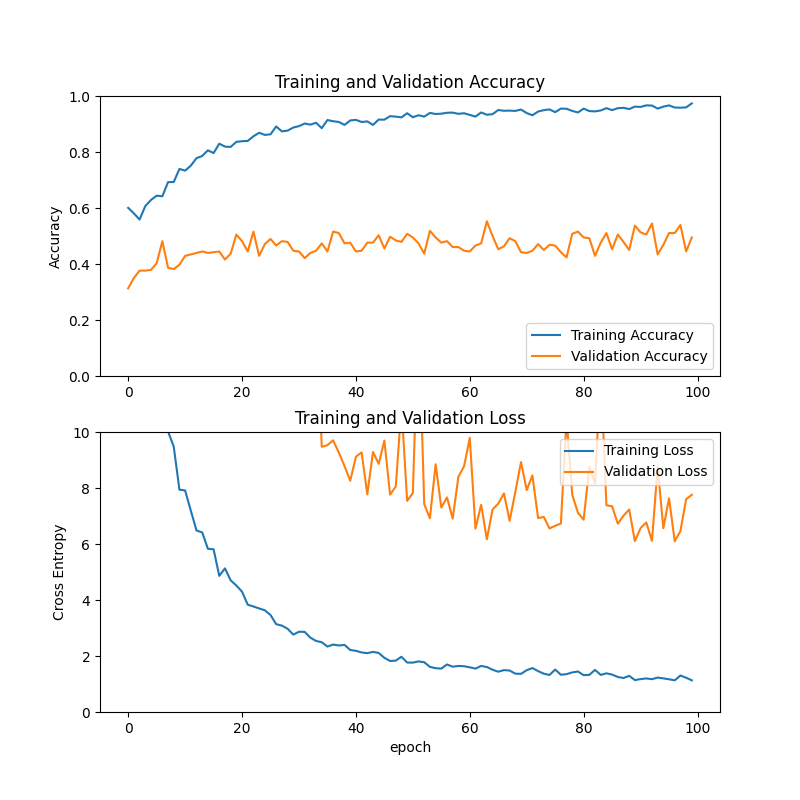 Training and Validation Accuracy
1.0
0.8
0.6
0.4
0.2
0.0
Accuracy
Training Accuracy
Validation Accuracy
0 20 40 60 80 100
Training and Validation Loss
10
8
6
4
2
0
Cross Entropy
Training Loss
Validation Loss
0 20 40 60 80 100
epoch